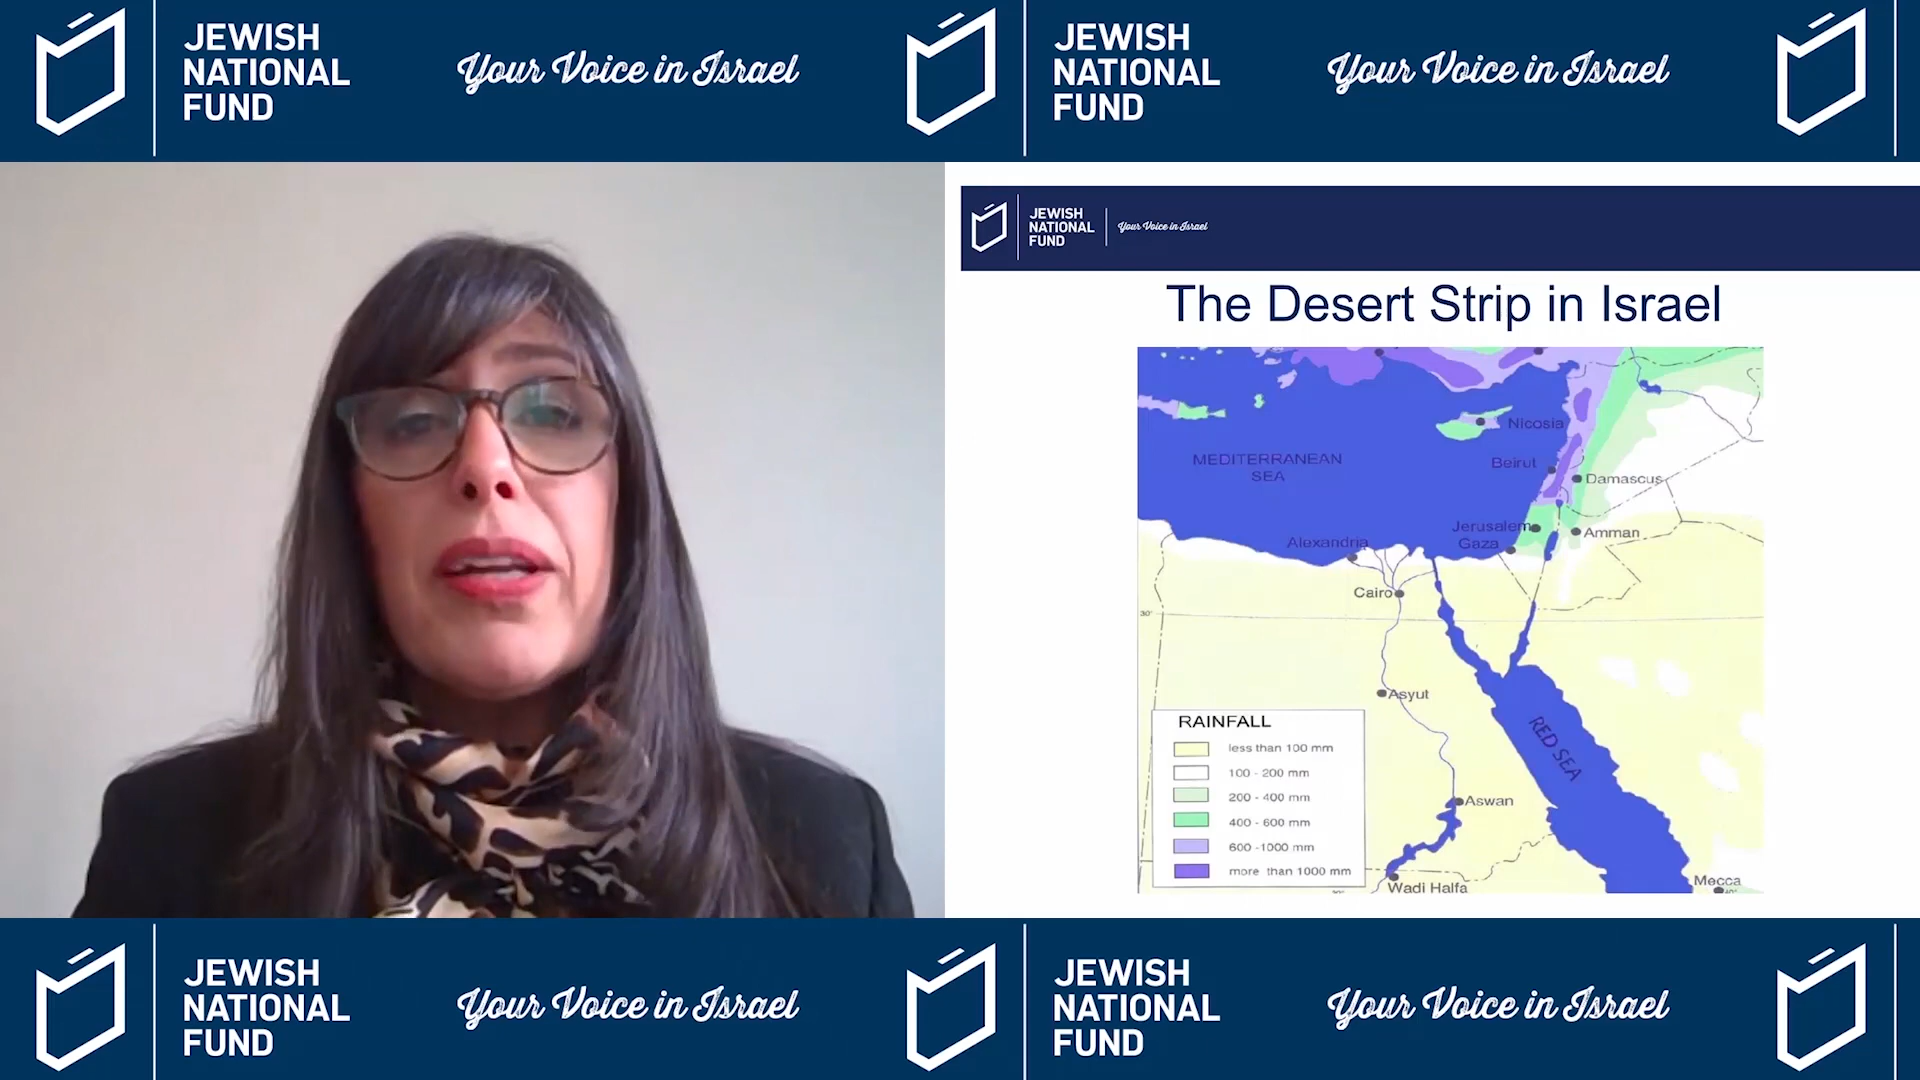 JEWISH
NATIONAL
FUND
Your Voice in Israel
JEWISH
NATIONAL
FUND
Your Voice in Israel
JEWISH
NATIONAL
FUND
Your Voice in Israel
The Desert Strip in Israel
Nicosia
MEDITERRANEAN
SEA
Beirut
Damascus
Jerusalem
Amman
Alexandria
Gaza
Cairo
30°
Asyut
RED SEA
RAINFALL
less than 100 mm
100 - 200 mm
200 - 400 mm
400 - 600 mm
600 -1000 mm
more than 1000 mm
Aswan
Wadi Halfa
Mecca
40°
JEWISH
NATIONAL
FUND
Your Voice in Israel
JEWISH
NATIONAL
FUND
Your Voice in Israel